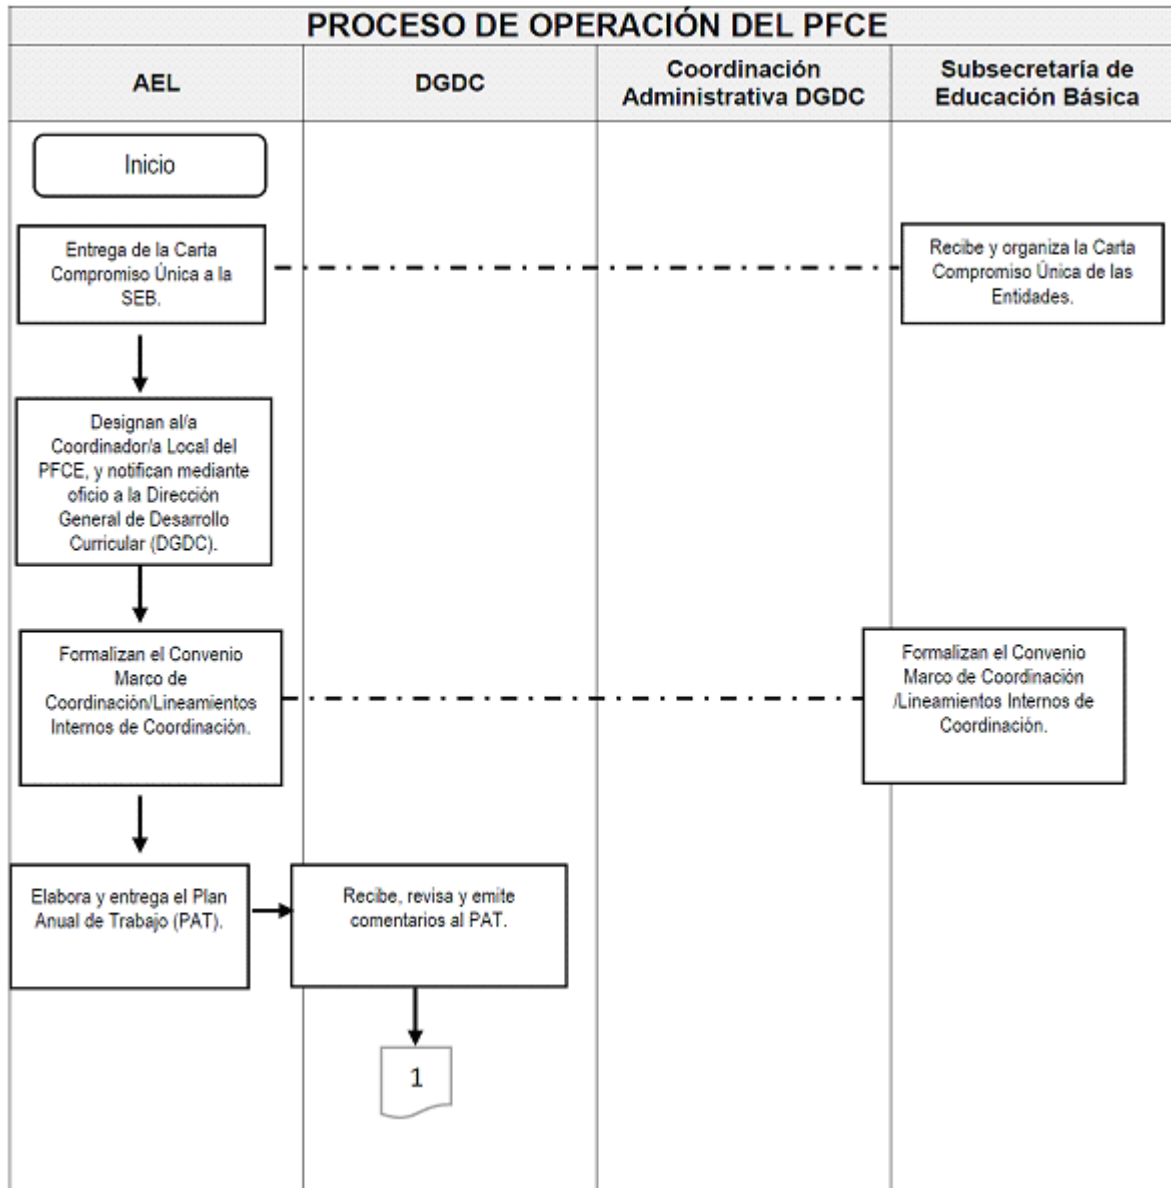 PROCESO DE OPERACIÓN DEL PFCE
AEL
DGDC
Coordinación
Administrativa DGDC
Subsecretaría de
Educación Básica
Inicio
Entrega de la Carta
Compromiso Única a la
SEB.
Recibe y organiza la Carta
Compromiso Única de las
Entidades.
Designan al/a
Coordinador/a Local del
PFCE, y notifican mediante
oficio a la Dirección
General de Desarrollo
Curricular (DGDC).
Formalizan el Convenio
Marco de
Coordinación/Lineamientos
Internos de Coordinación.
Formalizan el Convenio
Marco de Coordinación
/Lineamientos Internos de
Coordinación.
Elabora y entrega el Plan
Anual de Trabajo (PAT).
Recibe, revisa y emite
comentarios al PAT.
1